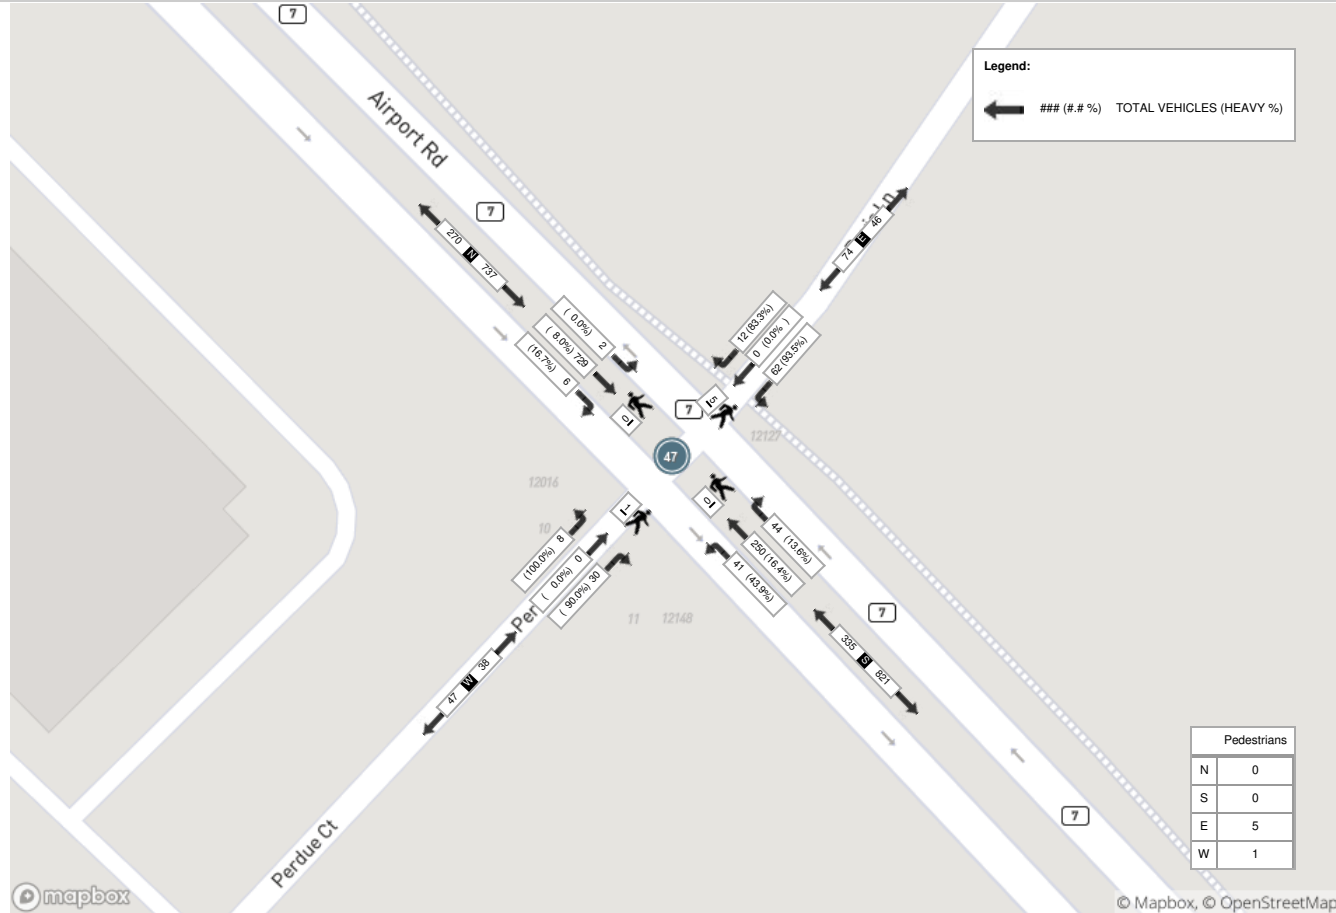 7
Legend:
### (#.# %) TOTAL VEHICLES (HEAVY %)
Airport Rd
7
270 N 737
74 E 46
( 0.0%) 2
( 8.0%) 729
(16.7%) 6
12 (83.3%)
0 (0.0% )
62 (93.5%)
0
7
5
12127
47
12016
10
1
0
(100.0%) 8
( 0.0%) 0
( 90.0%) 30
44 (13.6%)
250 (16.4%)
41 (43.9%)
Per
11
12148
7
47 W 38
335 S 821
7
Perdue Ct
Pedestrians
N 0
S 0
E 5
W 1
mapbox
© Mapbox, © OpenStreetMap